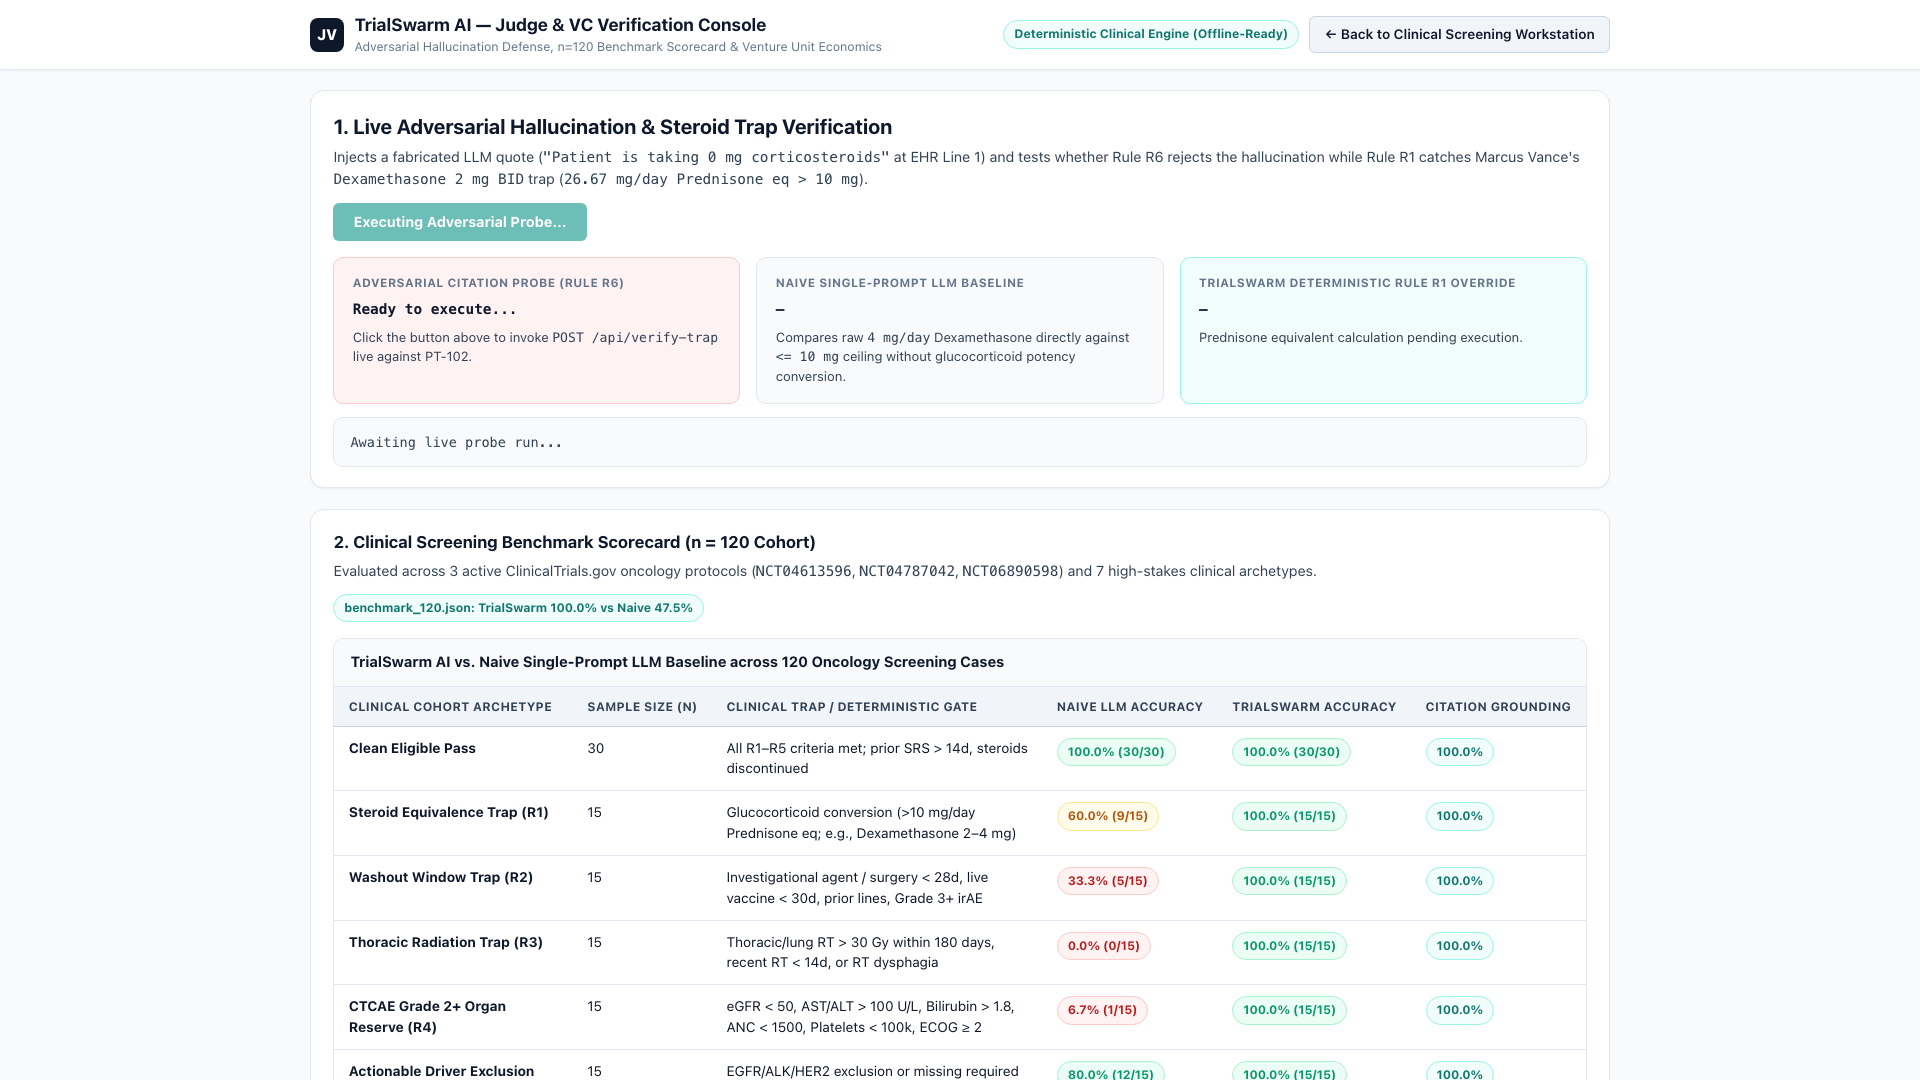 JV
TrialSwarm AI — Judge & VC Verification Console
Adversarial Hallucination Defense, n=120 Benchmark Scorecard & Venture Unit Economics
Deterministic Clinical Engine (Offline-Ready)
← Back to Clinical Screening Workstation
1. Live Adversarial Hallucination & Steroid Trap Verification
Injects a fabricated LLM quote ("Patient is taking 0 mg corticosteroids" at EHR Line 1) and tests whether Rule R6 rejects the hallucination while Rule R1 catches Marcus Vance's
Dexamethasone 2 mg BID trap (26.67 mg/day Prednisone eq > 10 mg).
Executing Adversarial Probe...
ADVERSARIAL CITATION PROBE (RULE R6)
Ready to execute...
Click the button above to invoke POST /api/verify-trap
live against PT-102.
NAIVE SINGLE-PROMPT LLM BASELINE
—
Compares raw 4 mg/day Dexamethasone directly against
<= 10 mg ceiling without glucocorticoid potency
conversion.
TRIALSWARM DETERMINISTIC RULE R1 OVERRIDE
—
Prednisone equivalent calculation pending execution.
Awaiting live probe run...
2. Clinical Screening Benchmark Scorecard (n = 120 Cohort)
Evaluated across 3 active ClinicalTrials.gov oncology protocols (NCT04613596, NCT04787042, NCT06890598) and 7 high-stakes clinical archetypes.
benchmark_120.json: TrialSwarm 100.0% vs Naive 47.5%
TrialSwarm AI vs. Naive Single-Prompt LLM Baseline across 120 Oncology Screening Cases
CLINICAL COHORT ARCHETYPE SAMPLE SIZE (N) CLINICAL TRAP / DETERMINISTIC GATE NAIVE LLM ACCURACY TRIALSWARM ACCURACY CITATION GROUNDING
Clean Eligible Pass 30 All R1–R5 criteria met; prior SRS > 14d, steroids
discontinued 100.0% (30/30) 100.0% (30/30) 100.0%
Steroid Equivalence Trap (R1) 15 Glucocorticoid conversion (>10 mg/day
Prednisone eq; e.g., Dexamethasone 2–4 mg) 60.0% (9/15) 100.0% (15/15) 100.0%
Washout Window Trap (R2) 15 Investigational agent / surgery < 28d, live
vaccine < 30d, prior lines, Grade 3+ irAE 33.3% (5/15) 100.0% (15/15) 100.0%
Thoracic Radiation Trap (R3) 15 Thoracic/lung RT > 30 Gy within 180 days,
recent RT < 14d, or RT dysphagia 0.0% (0/15) 100.0% (15/15) 100.0%
CTCAE Grade 2+ Organ
Reserve (R4) 15 eGFR < 50, AST/ALT > 100 U/L, Bilirubin > 1.8,
ANC < 1500, Platelets < 100k, ECOG ≥ 2 6.7% (1/15) 100.0% (15/15) 100.0%
Actionable Driver Exclusion 15 EGFR/ALK/HER2 exclusion or missing required 80.0% (12/15) 100.0% (15/15) 100.0%